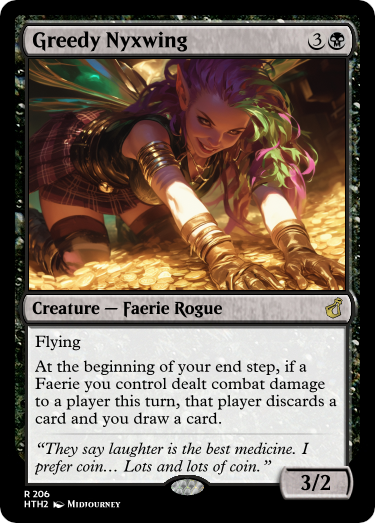 Greedy Nyxwing 3
Creature — Faerie Rogue
Flying
At the beginning of your end step, if a
Faerie you control dealt combat damage
to a player this turn, that player discards a
card and you draw a card.
“They say laughter is the best medicine. I
prefer coin… Lots and lots of coin.”
3/2
R 206
HTH2 Midjourney